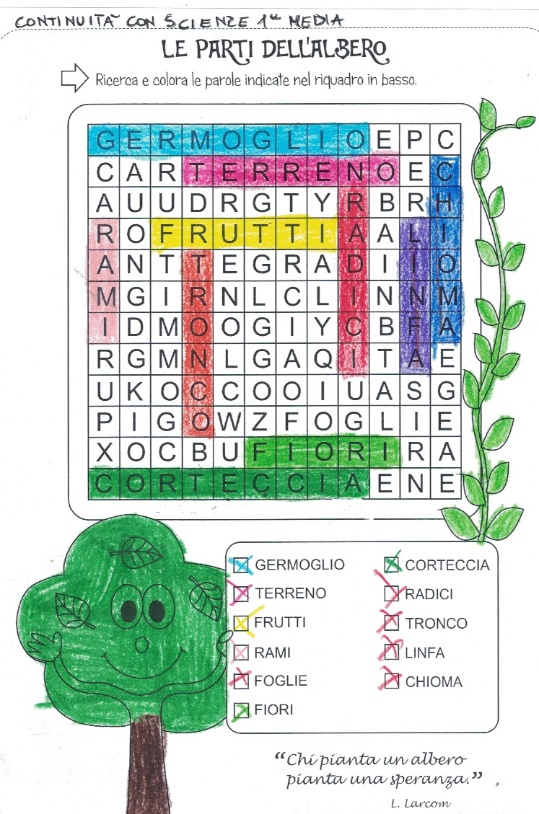 CONTINUITÀ CON SCIENZE 1ª MEDIA
LE PARTI DELL'ALBERO
Ricerca e colora le parole indicate nel riquadro in basso.
G E R M O G L I O E P C
C A R T E R R E N O E C
A U U D R G T Y R B R H
R O F R U T T I A A L I
A N T T E G R A D I I O
M G I R N L C L I N N M
I D M O O G I Y C B F A
R G M N L G A Q I T A E
U K O C C O O I U A S G
P I G O W Z F O G L I E
X O C B U F I O R I R A
C O R T E C C I A E N E
GERMOGLIO
TERRENO
FRUTTI
RAMI
FOGLIE
FIORI
CORTECCIA
RADICI
TRONCO
LINFA
CHIOMA
“Chi pianta un albero
pianta una speranza.”
L. Larcom